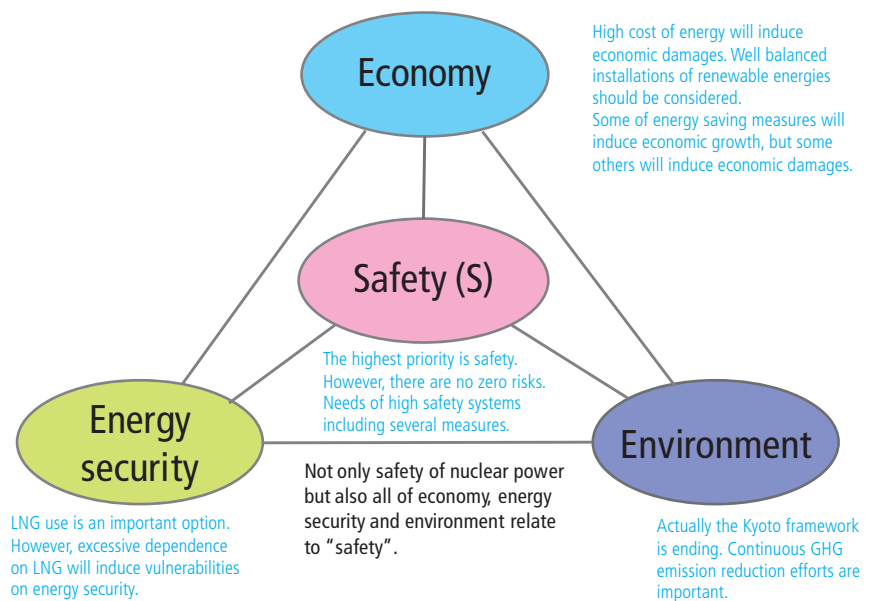 Economy
High cost of energy will induce
economic damages. Well balanced
installations of renewable energies
should be considered.
Some of energy saving measures will
induce economic growth, but some
others will induce economic damages.
Safety (S)
The highest priority is safety.
However, there are no zero risks.
Needs of high safety systems
including several measures.
Energy
security
Environment
Not only safety of nuclear power
but also all of economy, energy
security and environment relate
to “safety”.
LNG use is an important option.
However, excessive dependence
on LNG will induce vulnerabilities
on energy security.
Actually the Kyoto framework
is ending. Continuous GHG
emission reduction efforts are
important.